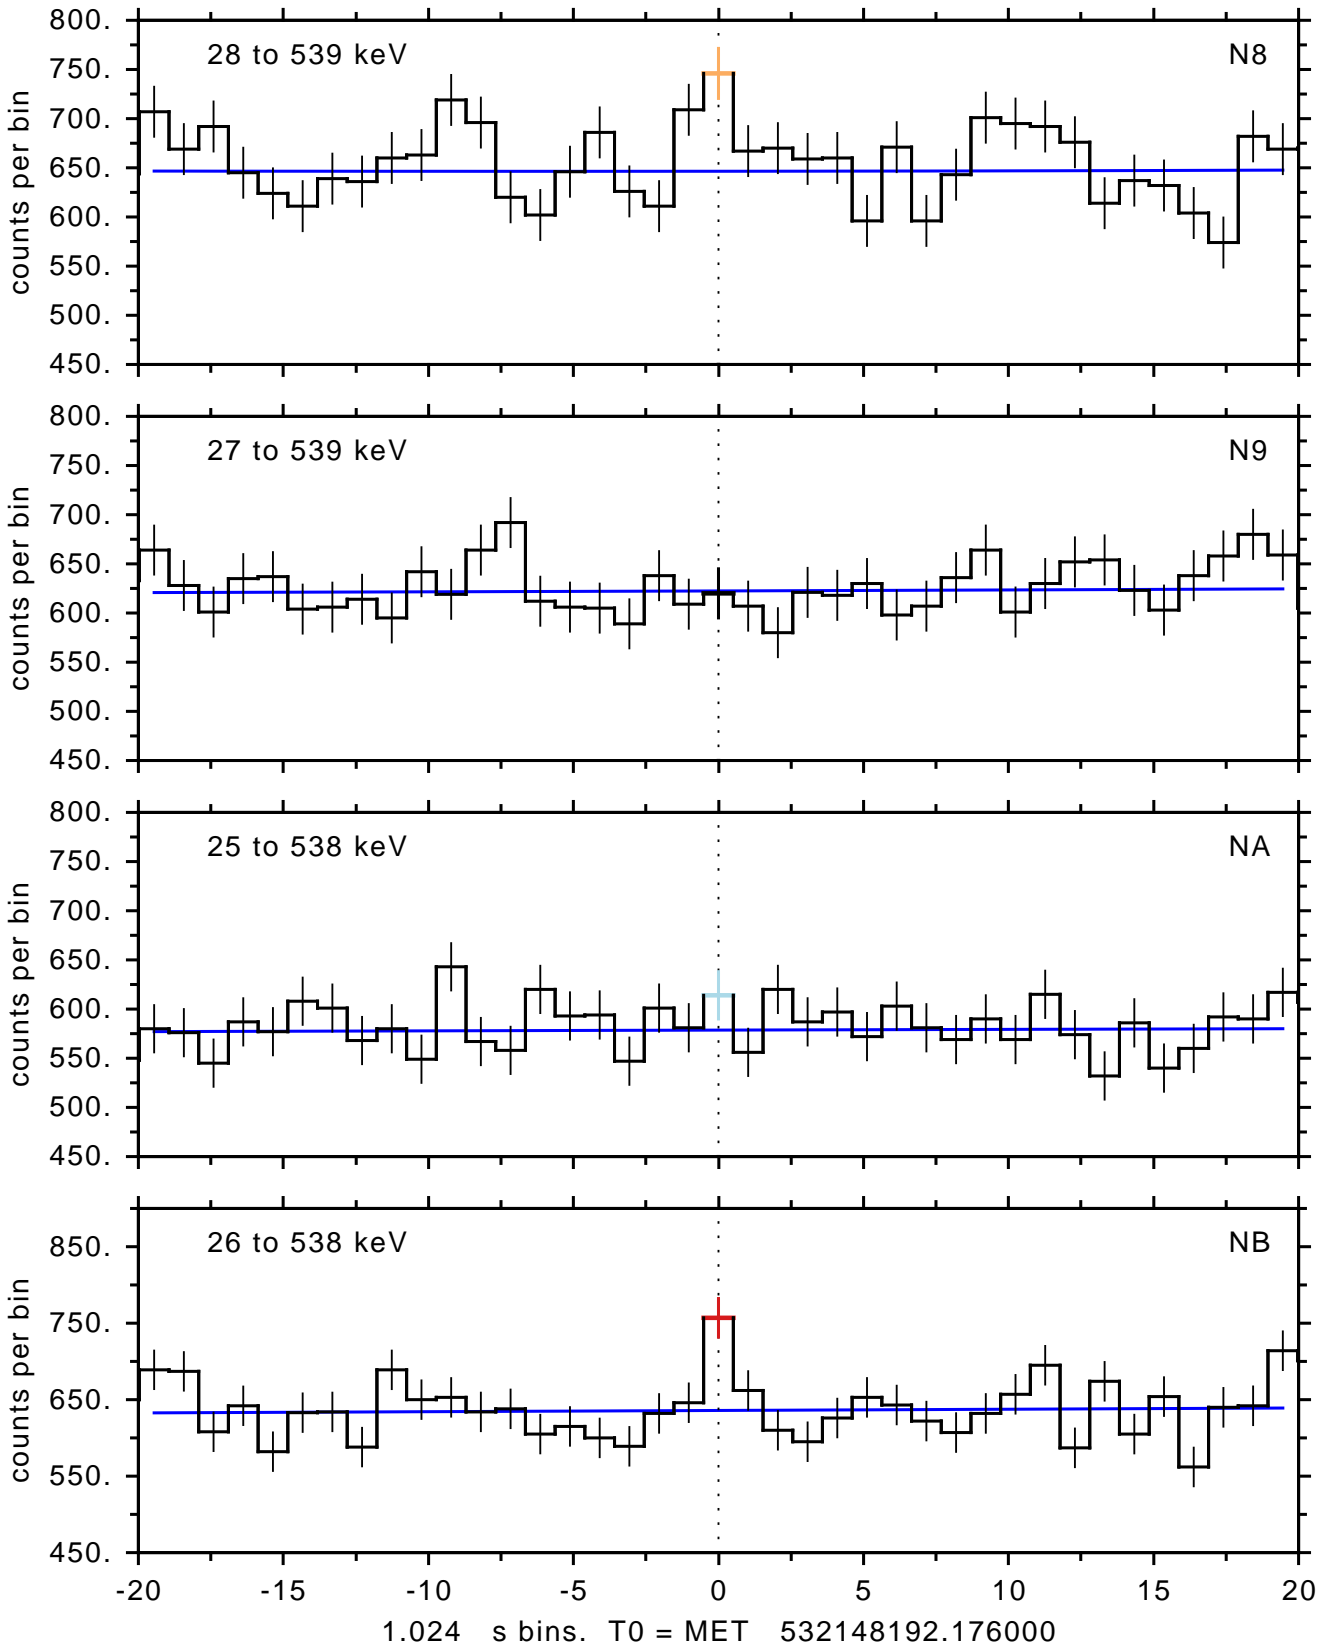 800.
28 to 539 keV N8
750.
700.
650.
600.
550.
500.
450.
counts per bin
800.
27 to 539 keV N9
750.
700.
650.
600.
550.
500.
450.
counts per bin
800.
25 to 538 keV NA
750.
700.
650.
600.
550.
500.
450.
counts per bin
26 to 538 keV NB
850.
750.
650.
550.
450.
counts per bin
-20 -15 -10 -5 0 5 10 15 20
1.024 s bins. T0 = MET 532148192.176000